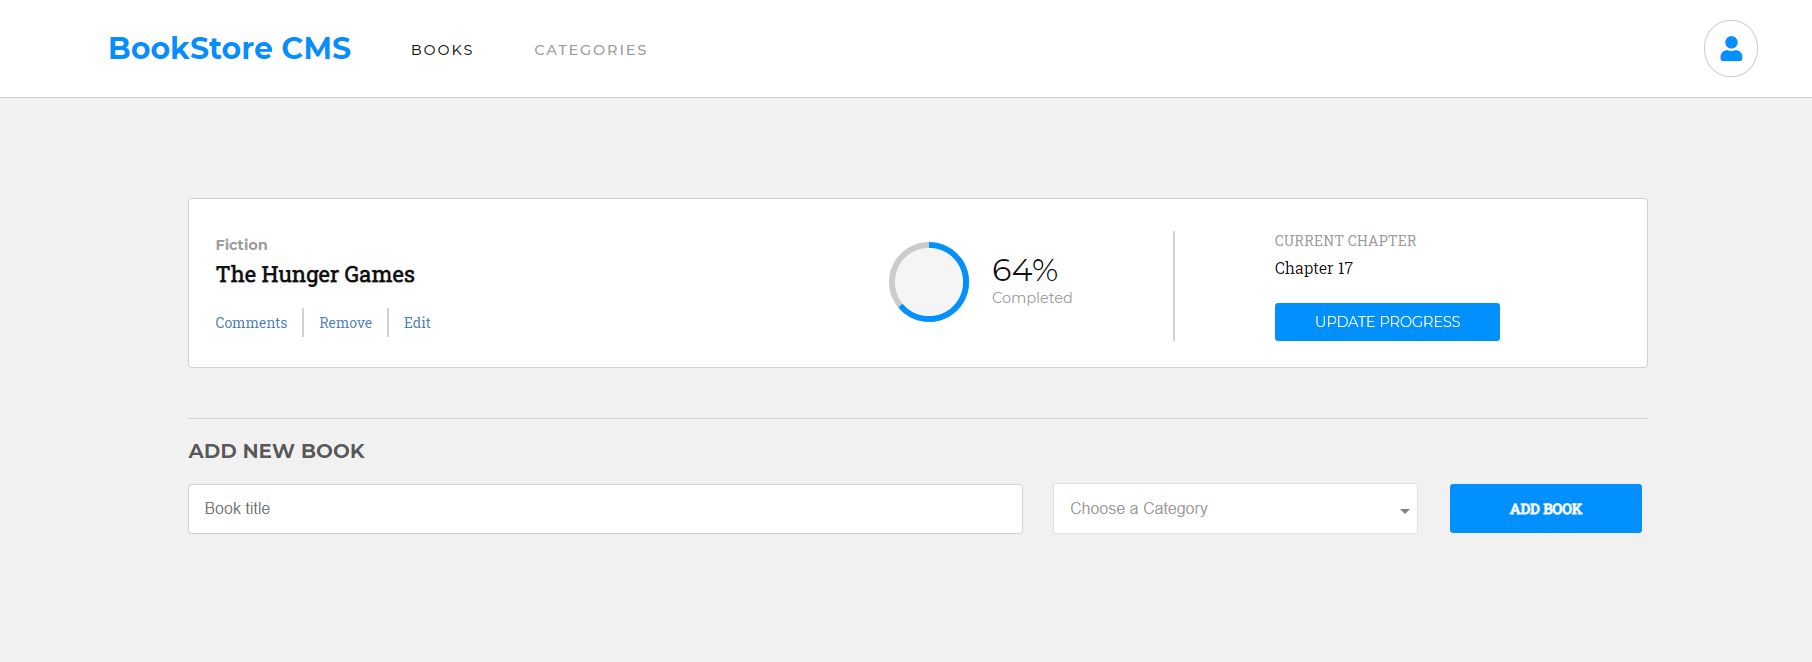 BookStore CMS
BOOKS
CATEGORIES
Fiction
The Hunger Games
Comments
Remove
Edit
64%
Completed
CURRENT CHAPTER
Chapter 17
UPDATE PROGRESS
ADD NEW BOOK
Book title
Choose a Category
ADD BOOK